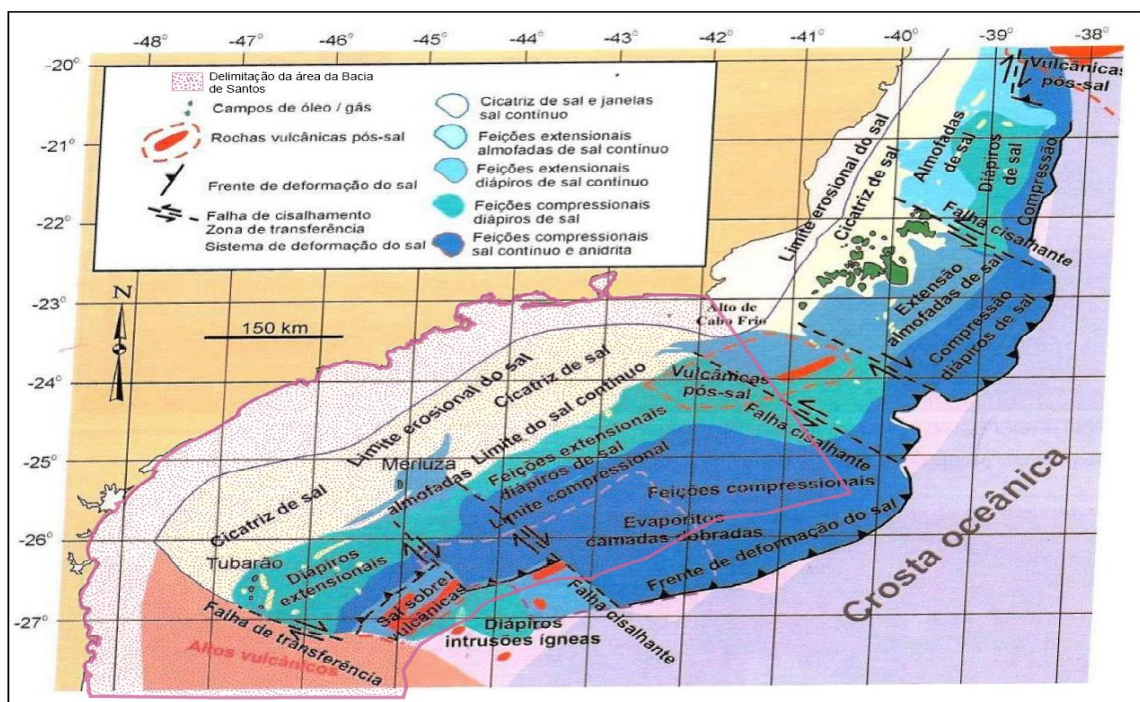 -48° -47° -46° -45° -44° -43° -42° -41° -40° -39° -38°
-20°
-21°
-22°
-23°
-24°
-25°
-26°
-27°
Delimitação da área da Bacia
de Santos
Campos de óleo / gás
Rochas vulcânicas pós-sal
Frente de deformação do sal
Falha de cisalhamento
Zona de transferência
Sistema de deformação do sal
Cicatriz de sal e janelas
sal contínuo
Feições extensionais
almofadas de sal contínuo
Feições extensionais
diápiros de sal contínuo
Feições compressionais
diápiros de sal
Feições compressionais
sal contínuo e anidrita
N
150 km
Vulcânicas
pós-sal
Limite erosional do sal
Cicatriz de sal
Almofadas
de sal
Diápiros
de sal
Compressão
Falha cisalhante
Extensão
almofadas de sal
Compressão
diápiros de sal
Alto de
Cabo Frio
Vulcânicas
pós-sal
Falha cisalhante
Limite erosional do sal
Cicatriz de sal
Limite do sal contínuo
Merluza
almofadas
Feições extensionais
diápiros de sal
Limite compressional
Feições compressionais
Evaporitos
camadas dobradas
Frente de deformação do sal
Crosta oceânica
Cicatriz de sal
Tubarão
Diápiros
extensionais
Sal sobre
vulcânicas
Falha de transferência
Altos vulcânicos
Diápiros
intrusões ígneas
Falha cisalhante